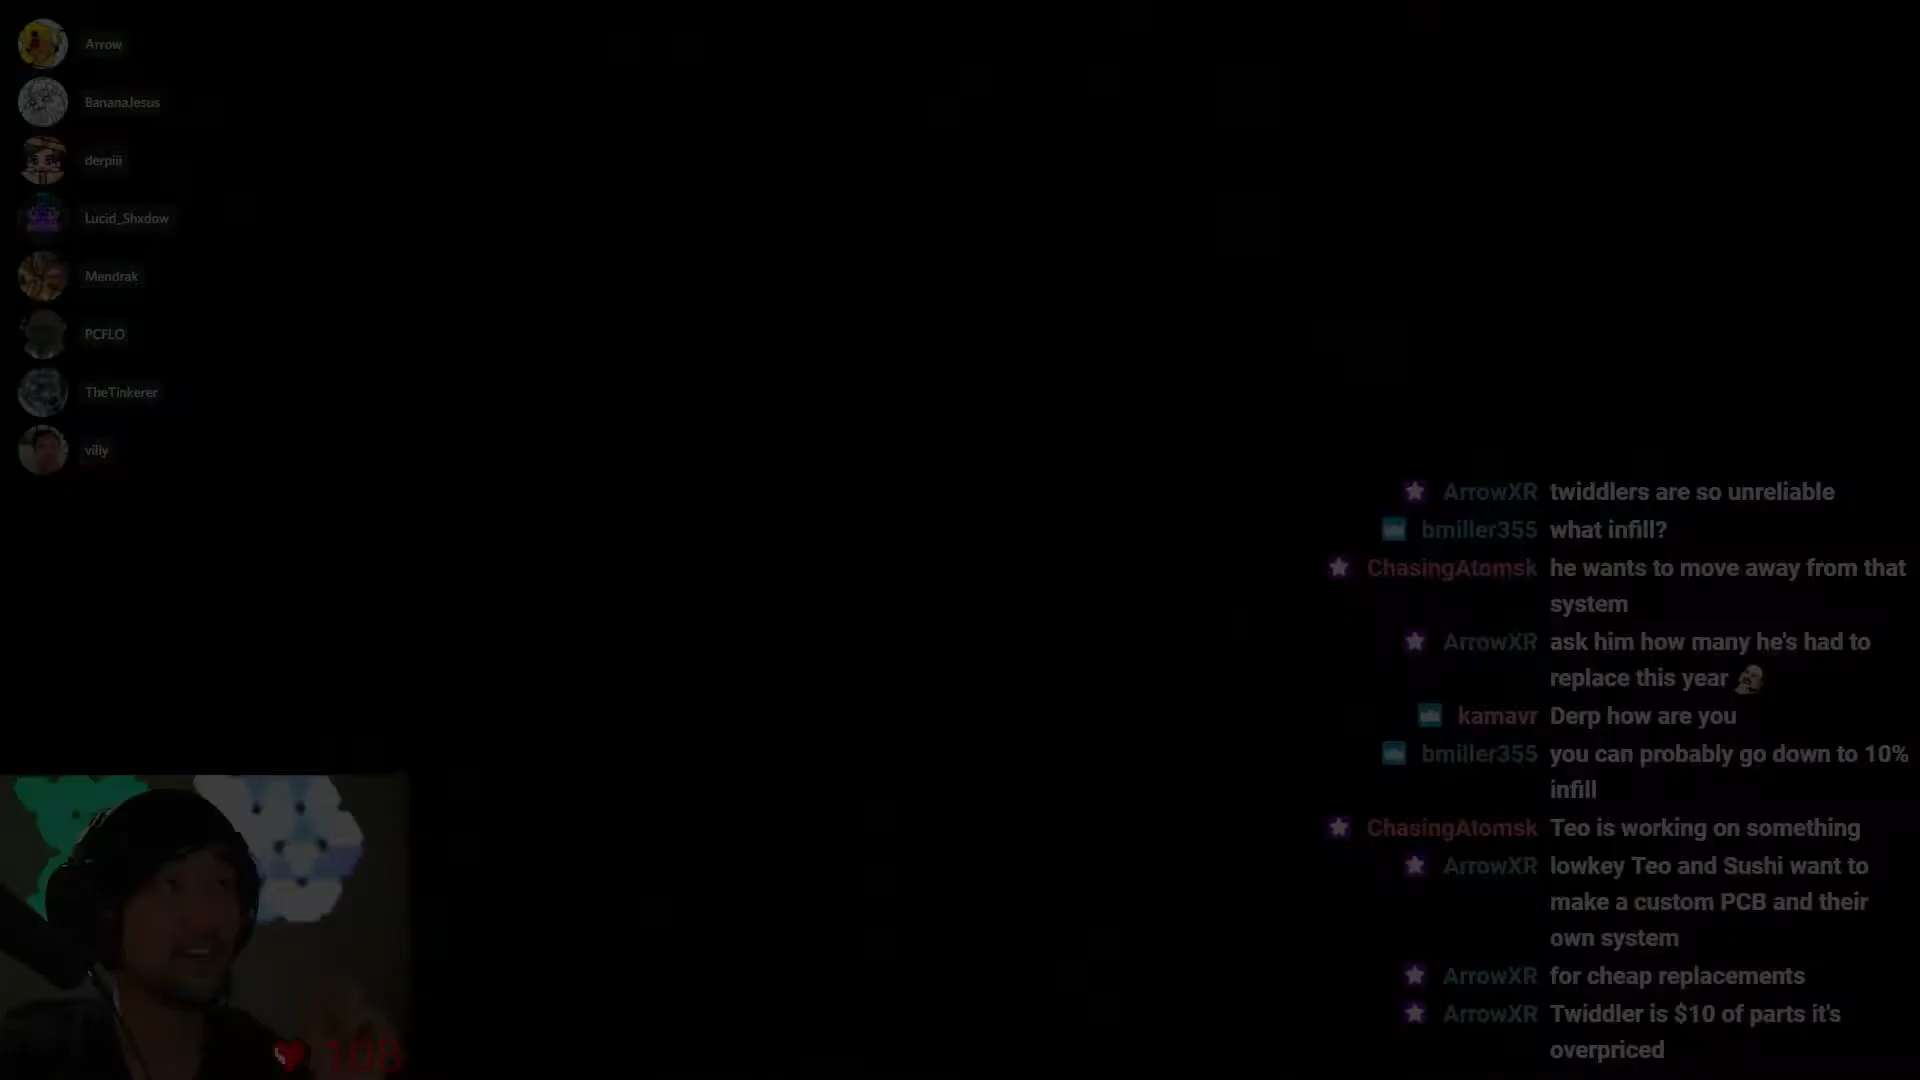 Arrow
BananaJesus
derpiii
Lucid_Shxdow
Mendrak
PCFLO
TheTinkerer
villy
ArrowXR twiddlers are so unreliable
bmiller355 what infill?
ChasingAtomsk he wants to move away from that
system
ArrowXR ask him how many he's had to
replace this year
kamavr Derp how are you
bmiller355 you can probably go down to 10%
infill
ChasingAtomsk Teo is working on something
ArrowXR lowkey Teo and Sushi want to
make a custom PCB and their
own system
ArrowXR for cheap replacements
ArrowXR Twiddler is $10 of parts it's
overpriced
108